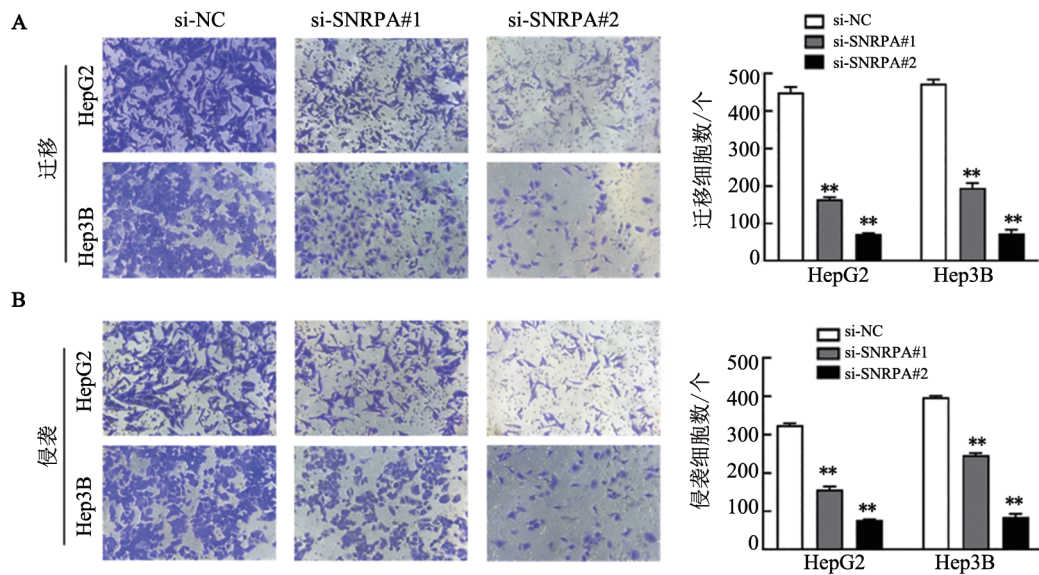 A
si-NC
si-SNRPA#1
si-SNRPA#2
迁移
HepG2
Hep3B
si-NC
si-SNRPA#1
si-SNRPA#2
迁移细胞数/个
500
400
300
200
100
0
**
**
**
**
HepG2
Hep3B
B
侵袭
HepG2
Hep3B
si-NC
si-SNRPA#1
si-SNRPA#2
侵袭细胞数/个
500
400
300
200
100
0
**
**
**
**
HepG2
Hep3B